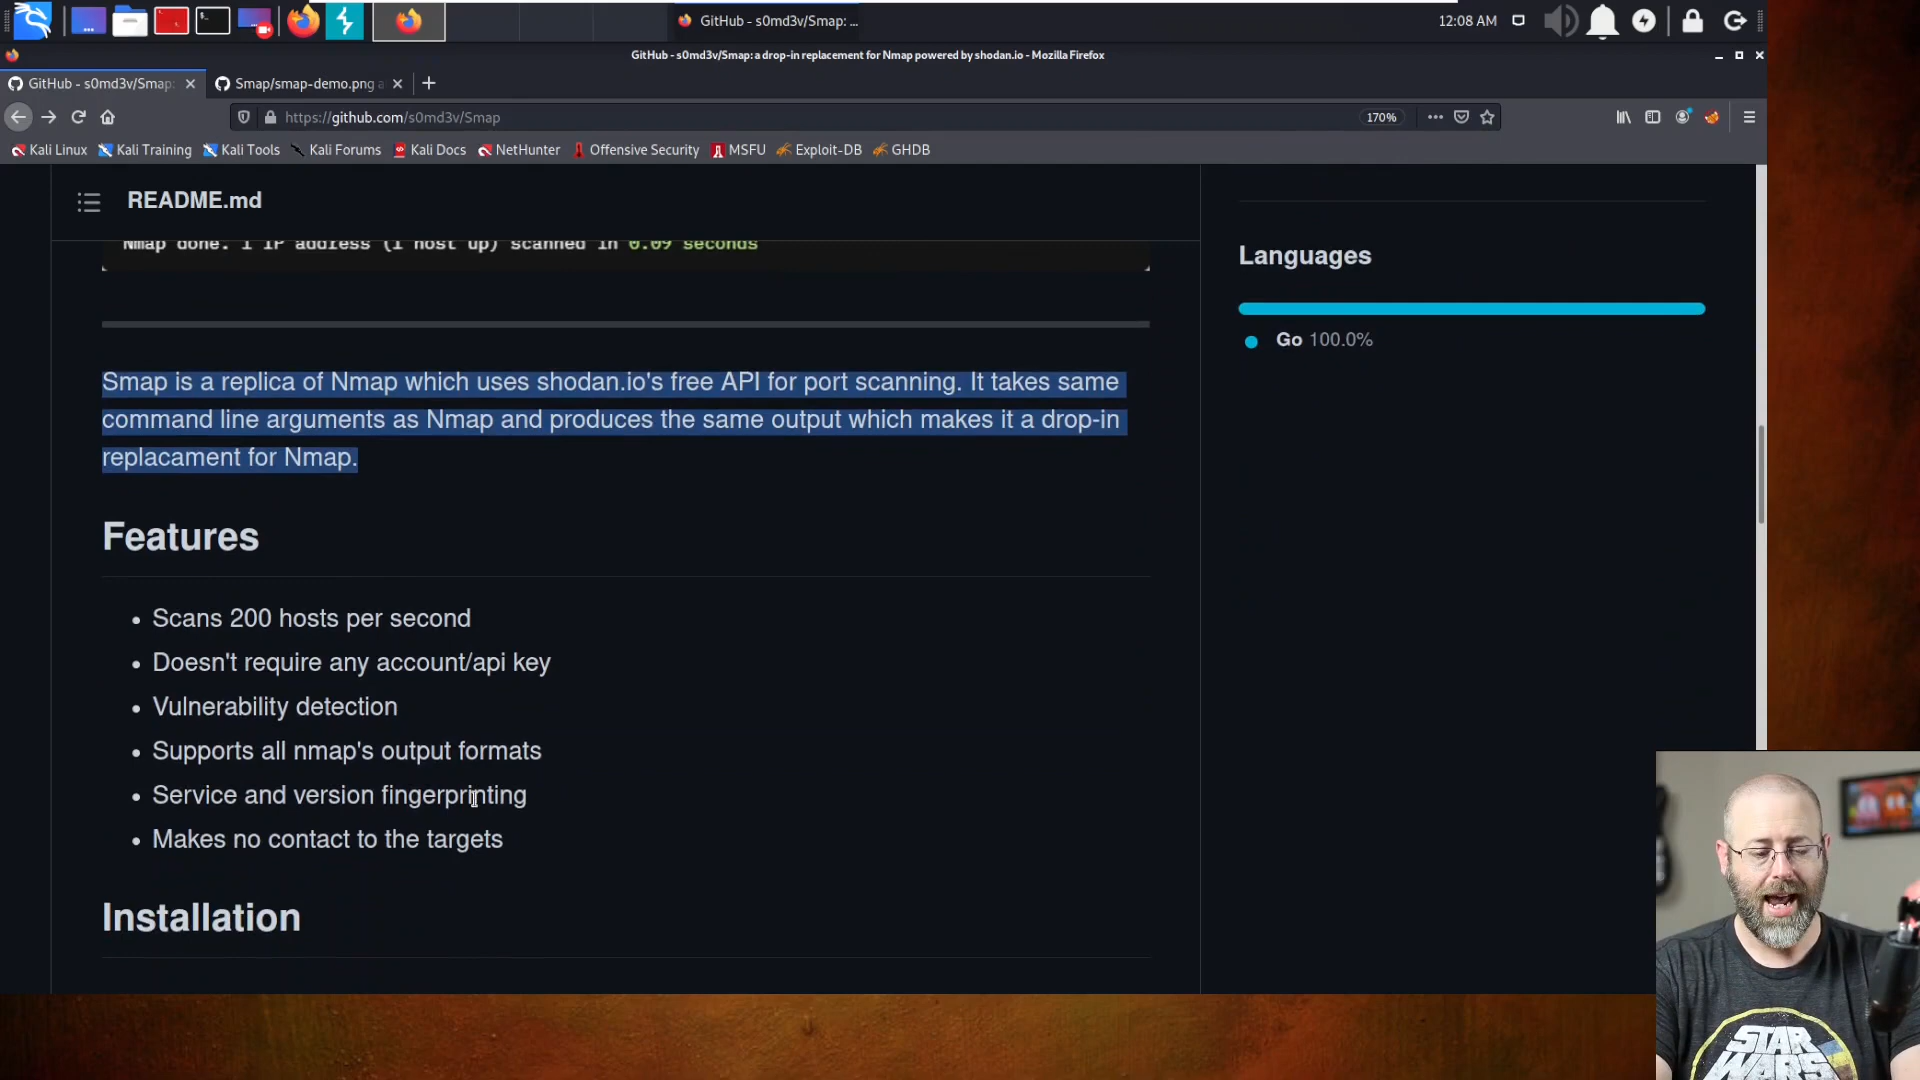 GitHub - s0md3v/Smap: ...
12:08 AM
GitHub - s0md3v/Smap: a drop-in replacement for Nmap powered by shodan.io - Mozilla Firefox
GitHub - s0md3v/Smap:
Smap/smap-demo.png a
https://github.com/s0md3v/Smap
170%
Kali Linux
Kali Training
Kali Tools
Kali Forums
Kali Docs
NetHunter
Offensive Security
MSFU
Exploit-DB
GHDB
README.md
Nmap done: 1 IP address (1 host up) scanned in 0.09 seconds
Languages
Go 100.0%
Smap is a replica of Nmap which uses shodan.io's free API for port scanning. It takes same
command line arguments as Nmap and produces the same output which makes it a drop-in
replacament for Nmap.
Features
• Scans 200 hosts per second
• Doesn't require any account/api key
• Vulnerability detection
• Supports all nmap's output formats
• Service and version fingerprinting
• Makes no contact to the targets
Installation
STAR
WARS